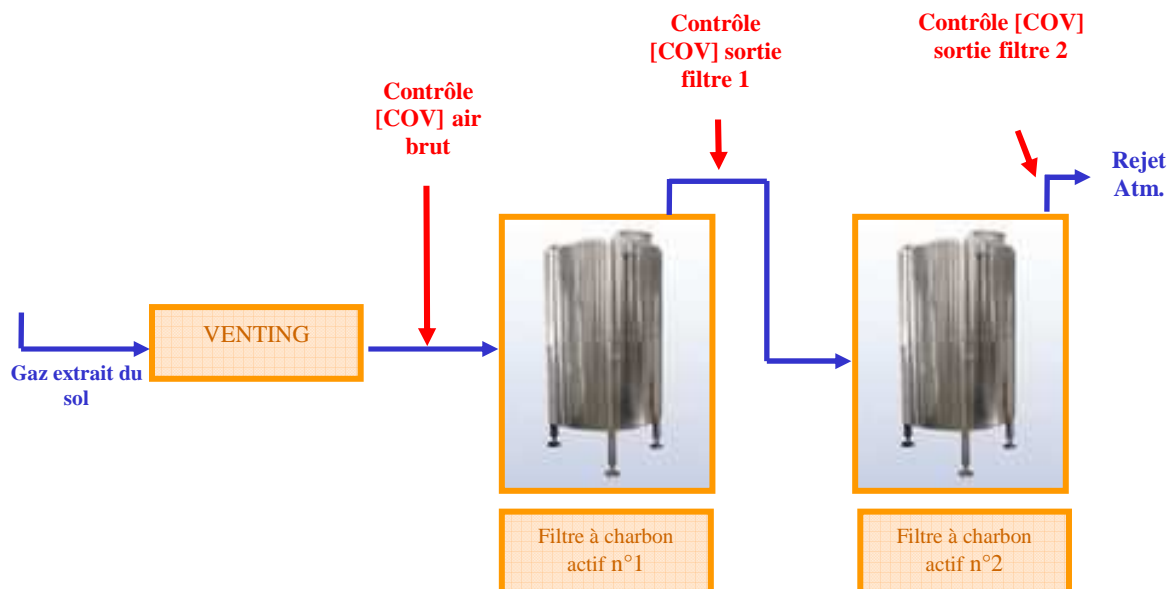 Contrôle
[COV] sortie
filtre 1
Contrôle [COV]
sortie filtre 2
Contrôle
[COV] air
brut
Rejet
Atm.
VENTING
Gaz extrait du
sol
Filtre à charbon
actif n°1
Filtre à charbon
actif n°2